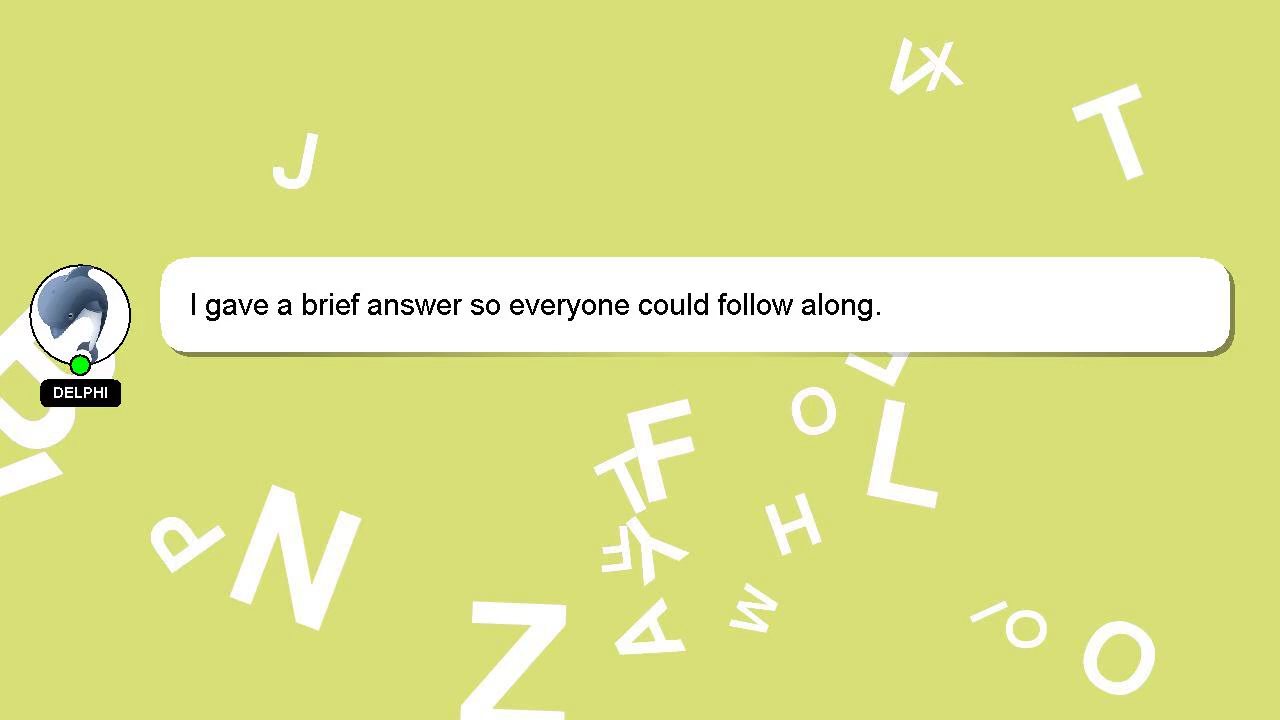 I gave a brief answer so everyone could follow along.
DELPHI
V X
T
J
L
F
O
L
T
P
N
H
F Y
M
Z
A
I
O
O